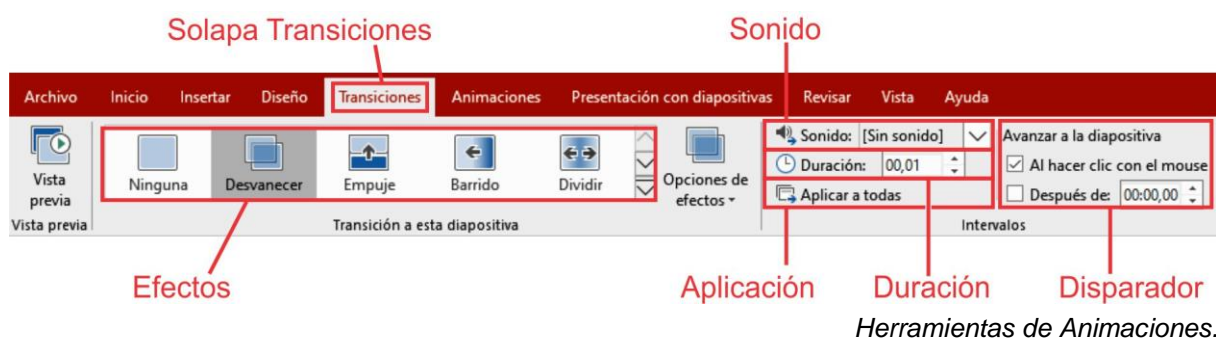 Solapa Transiciones
Sonido
Archivo Inicio Insertar Diseño Transiciones Animaciones Presentación con diapositivas Revisar Vista Ayuda
Vista previa
Ninguna Desvanecer Empuje Barrido Dividir
Opciones de efectos
Sonido: [Sin sonido]
Duración: 00,01
Aplicar a todas
Avanzar a la diapositiva
Al hacer clic con el mouse
Después de: 00:00,00
Vista previa Transición a esta diapositiva Intervalos
Efectos Aplicación Duración Disparador
Herramientas de Animaciones.